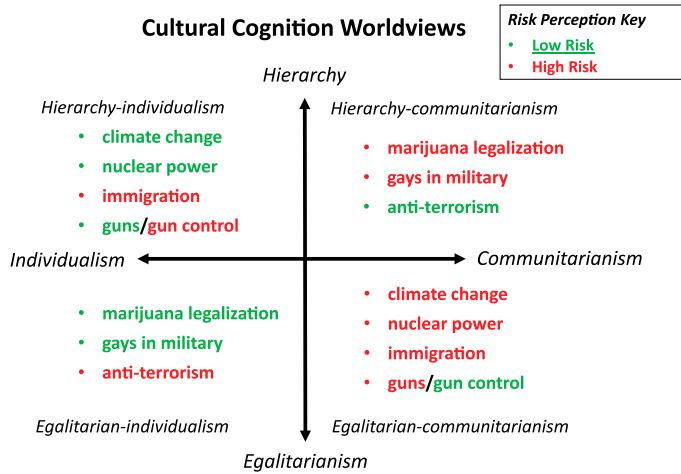 Cultural Cognition Worldviews
Risk Perception Key
• Low Risk
• High Risk
Hierarchy
Hierarchy-individualism
• climate change
• nuclear power
• immigration
• guns/gun control
Hierarchy-communitarianism
• marijuana legalization
• gays in military
• anti-terrorism
Individualism
Communitarianism
• marijuana legalization
• gays in military
• anti-terrorism
Egalitarian-individualism
• climate change
• nuclear power
• immigration
• guns/gun control
Egalitarian-communitarianism
Egalitarianism